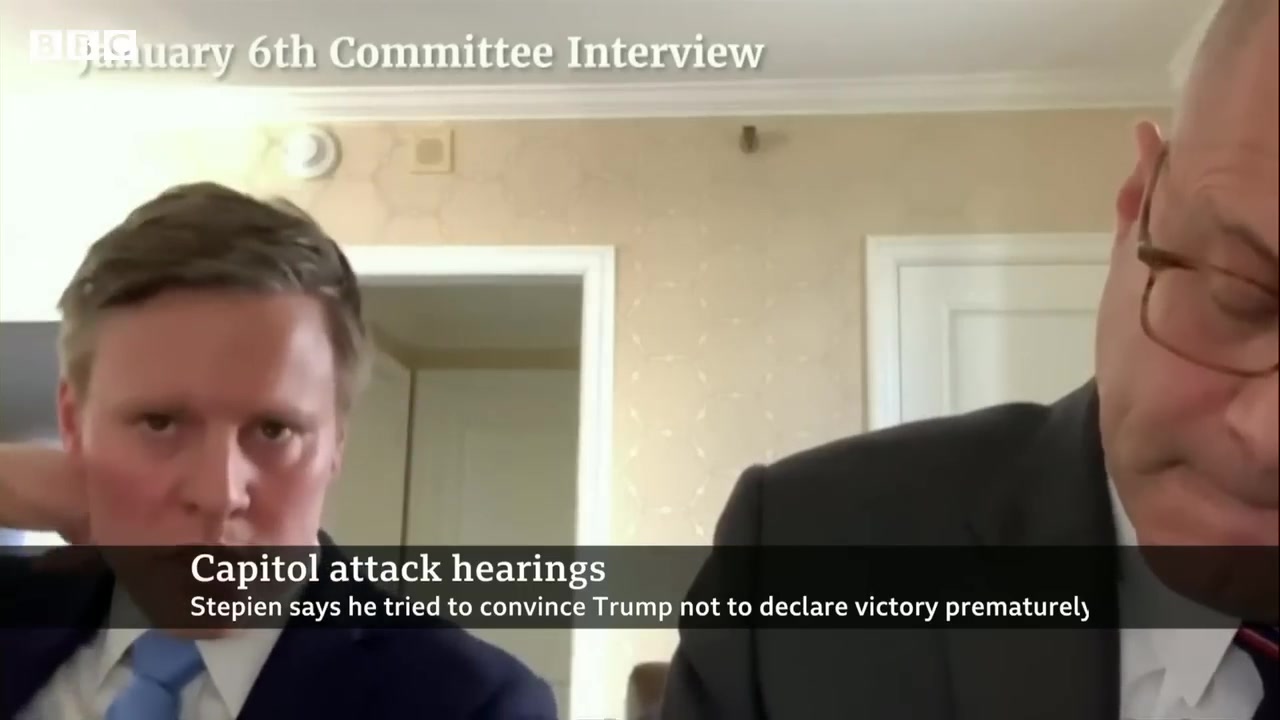 BBC
January 6th Committee Interview
Capitol attack hearings
Stepien says he tried to convince Trump not to declare victory prematurely